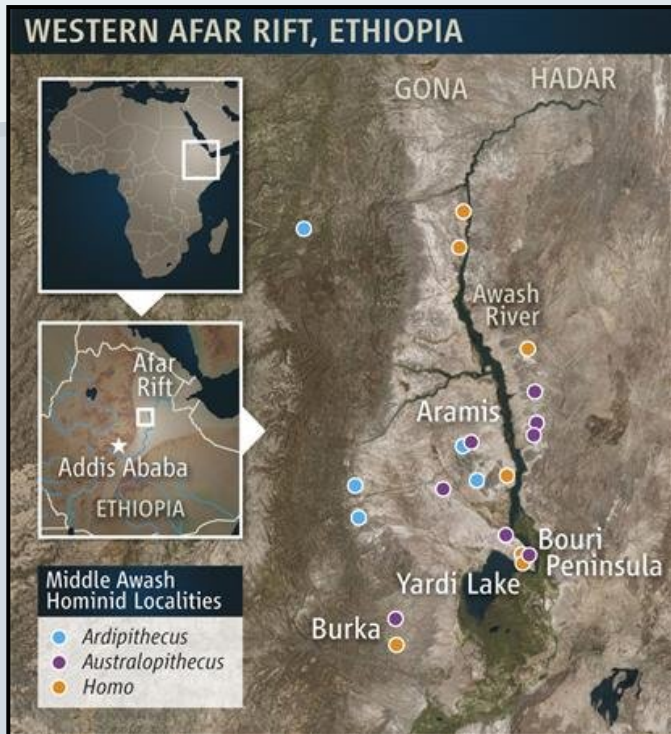 WESTERN AFAR RIFT, ETHIOPIA
GONA
HADAR
Awash
River
Afar
Rift
Addis Ababa
ETHIOPIA
Aramis
Bouri
Peninsula
Yardi Lake
Burka
Middle Awash
Hominid Localities
Ardipithecus
Australopithecus
Homo